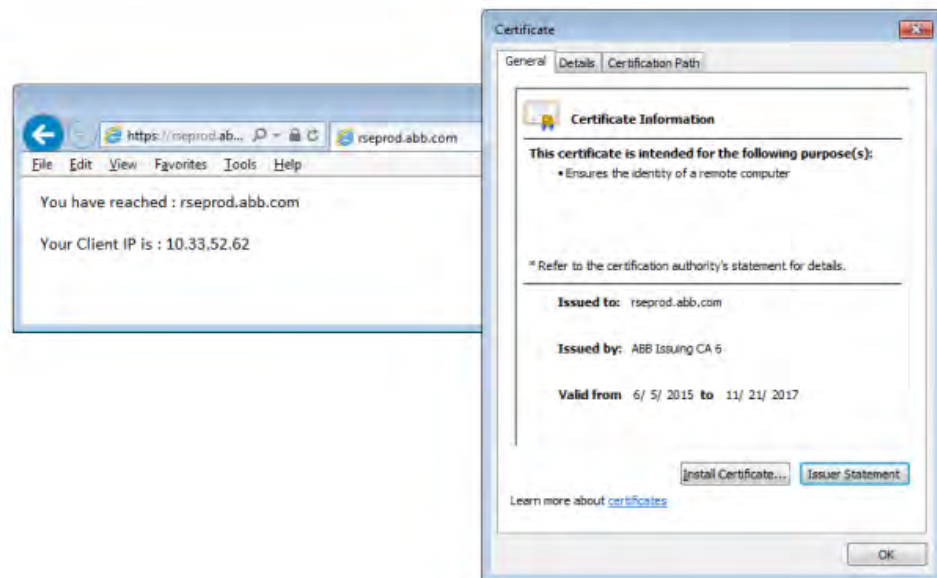 https://rseprod.ab...
rseprod.abb.com
File Edit View Favorites Tools Help
You have reached : rseprod.abb.com
Your Client IP is : 10.33.52.62
Certificate
General Details Certification Path
Certificate Information
This certificate is intended for the following purpose(s):
• Ensures the identity of a remote computer
* Refer to the certification authority's statement for details.
Issued to: rseprod.abb.com
Issued by: ABB Issuing CA 6
Valid from 6/ 5/ 2015 to 11/ 21/ 2017
Install Certificate... Issuer Statement
Learn more about certificates
OK